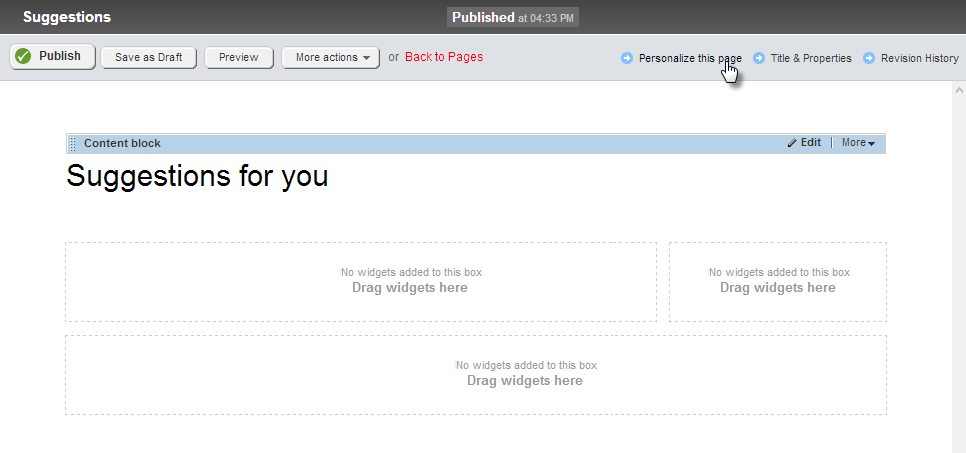 Suggestions
Published at 04:33 PM
Publish
Save as Draft
Preview
More actions
or Back to Pages
Personalize this page
Title & Properties
Revision History
Content block
Edit
More
Suggestions for you
No widgets added to this box
Drag widgets here
No widgets added to this box
Drag widgets here
No widgets added to this box
Drag widgets here